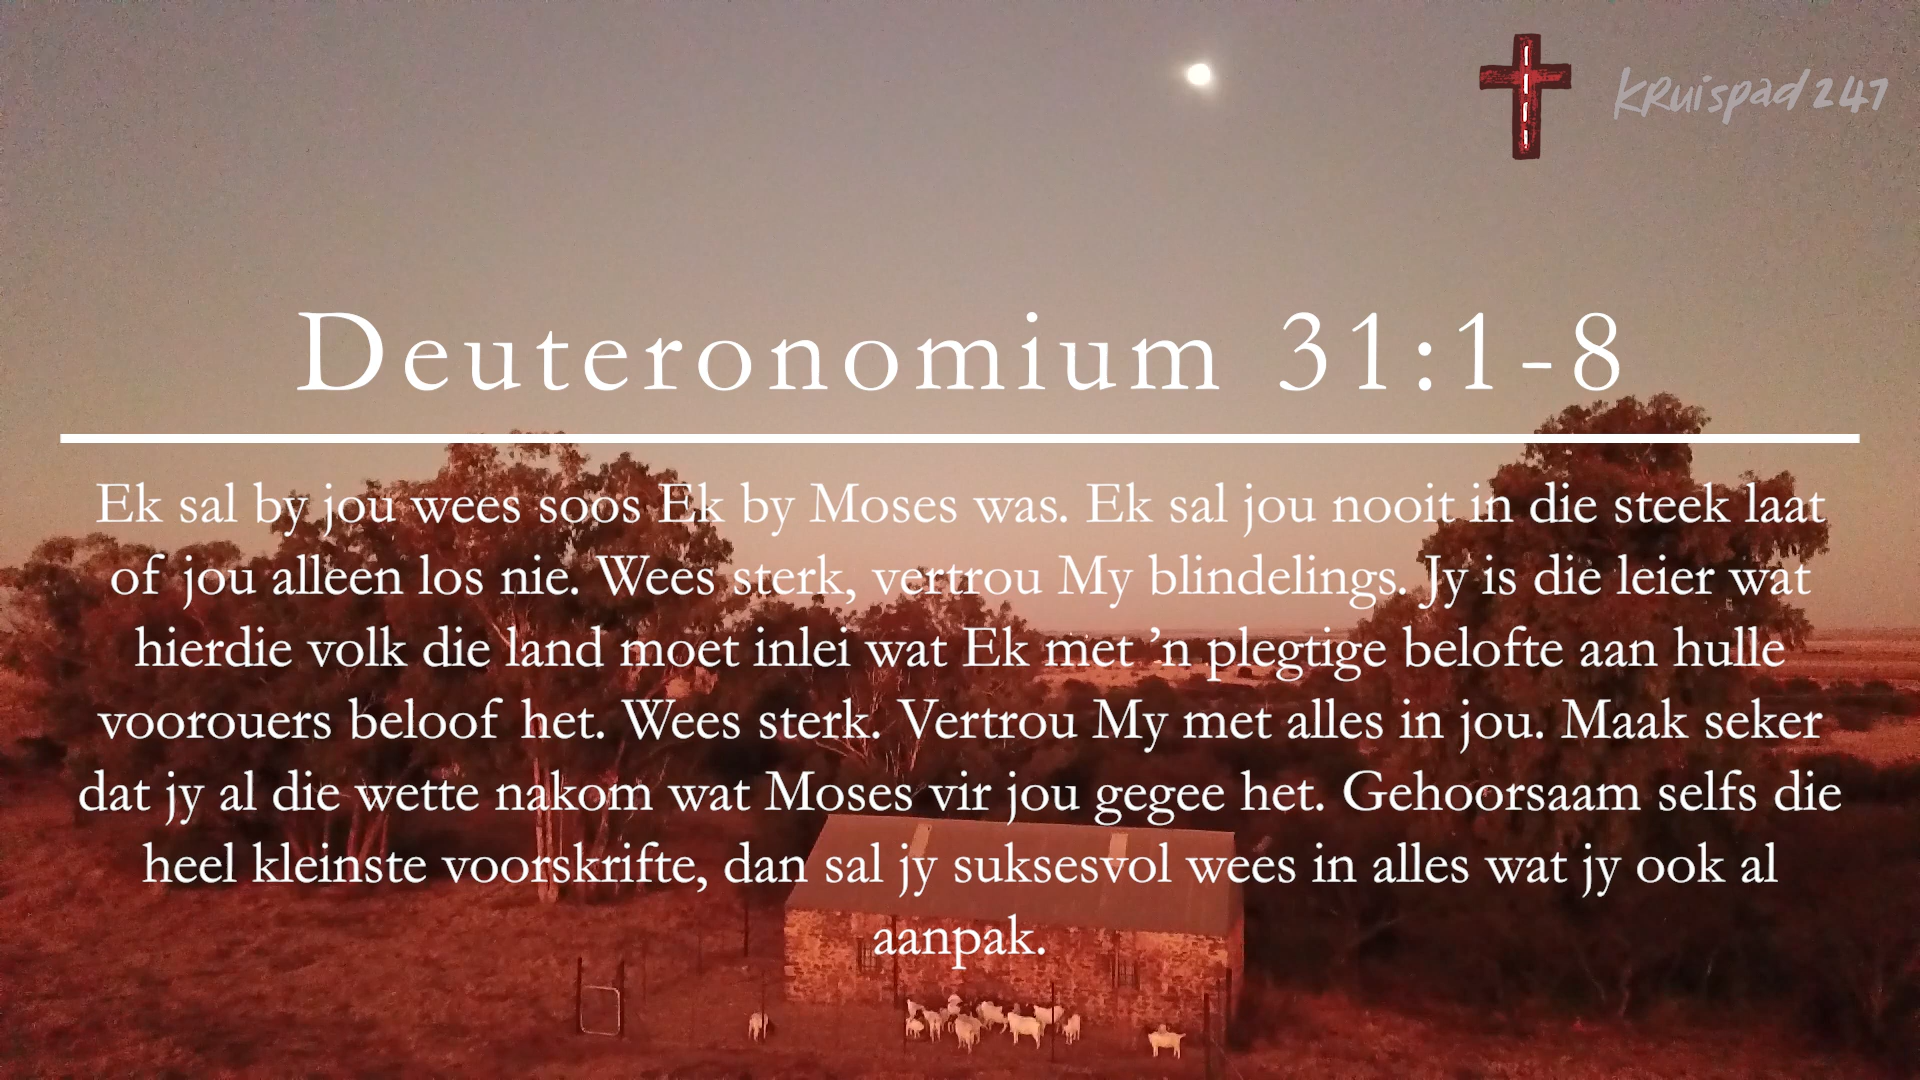 KRuispad 247
Deuteronomium 31:1-8
Ek sal by jou wees soos Ek by Moses was. Ek sal jou nooit in die steek laat
of jou alleen los nie. Wees sterk, vertrou My blindelings. Jy is die leier wat
hierdie volk die land moet inlei wat Ek met ’n plegtige belofte aan hulle
voorouers beloof het. Wees sterk. Vertrou My met alles in jou. Maak seker
dat jy al die wette nakom wat Moses vir jou gegee het. Gehoorsaam selfs die
heel kleinste voorskrifte, dan sal jy suksesvol wees in alles wat jy ook al
aanpak.